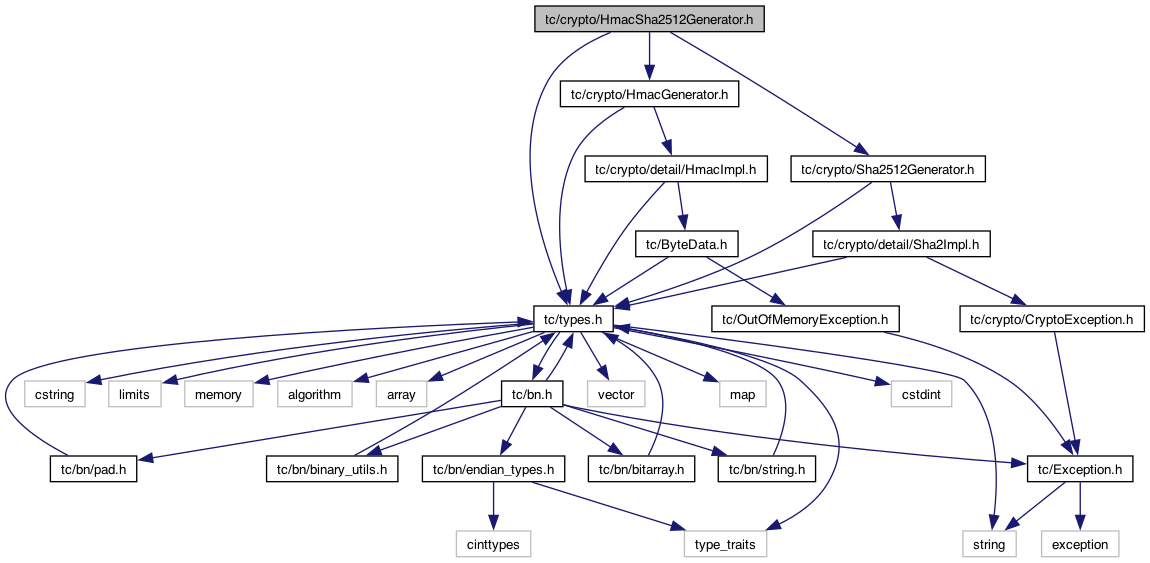 tc/crypto/HmacSha2512Generator.h
tc/crypto/HmacGenerator.h
tc/crypto/detail/HmacImpl.h
tc/crypto/Sha2512Generator.h
tc/ByteData.h
tc/crypto/detail/Sha2Impl.h
tc/types.h
tc/OutOfMemoryException.h
tc/crypto/CryptoException.h
cstring
limits
memory
algorithm
array
tc/bn.h
vector
map
cstdint
tc/bn/pad.h
tc/bn/binary_utils.h
tc/bn/endian_types.h
tc/bn/bitarray.h
tc/bn/string.h
tc/Exception.h
cinttypes
type_traits
string
exception